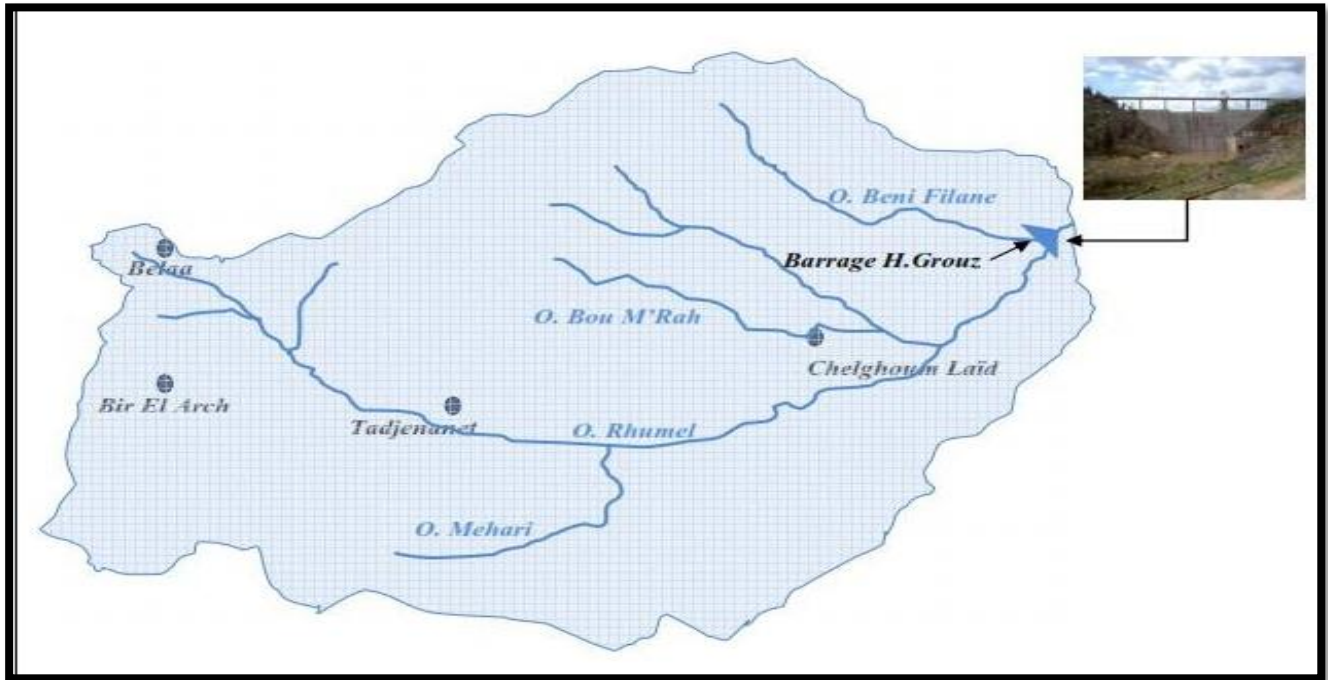 O. Beni Filane
Belaa
Barrage H.Grouz
O. Bou M'Rah
Chelghoum Laïd
Bir El Arch
Tadjenanet
O. Rhumel
O. Mehari